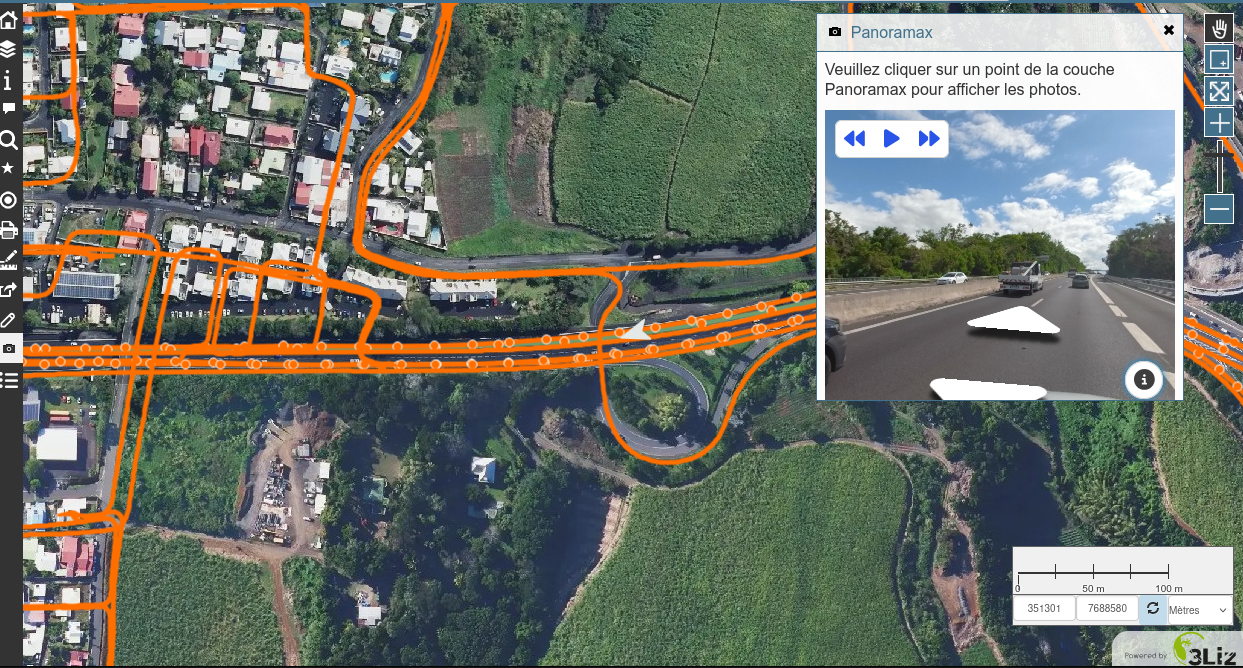 Panoramax
Veuillez cliquer sur un point de la couche
Panoramax pour afficher les photos.
0 50 m 100 m
351301 7688580 Mètres
Powered by 3Liz